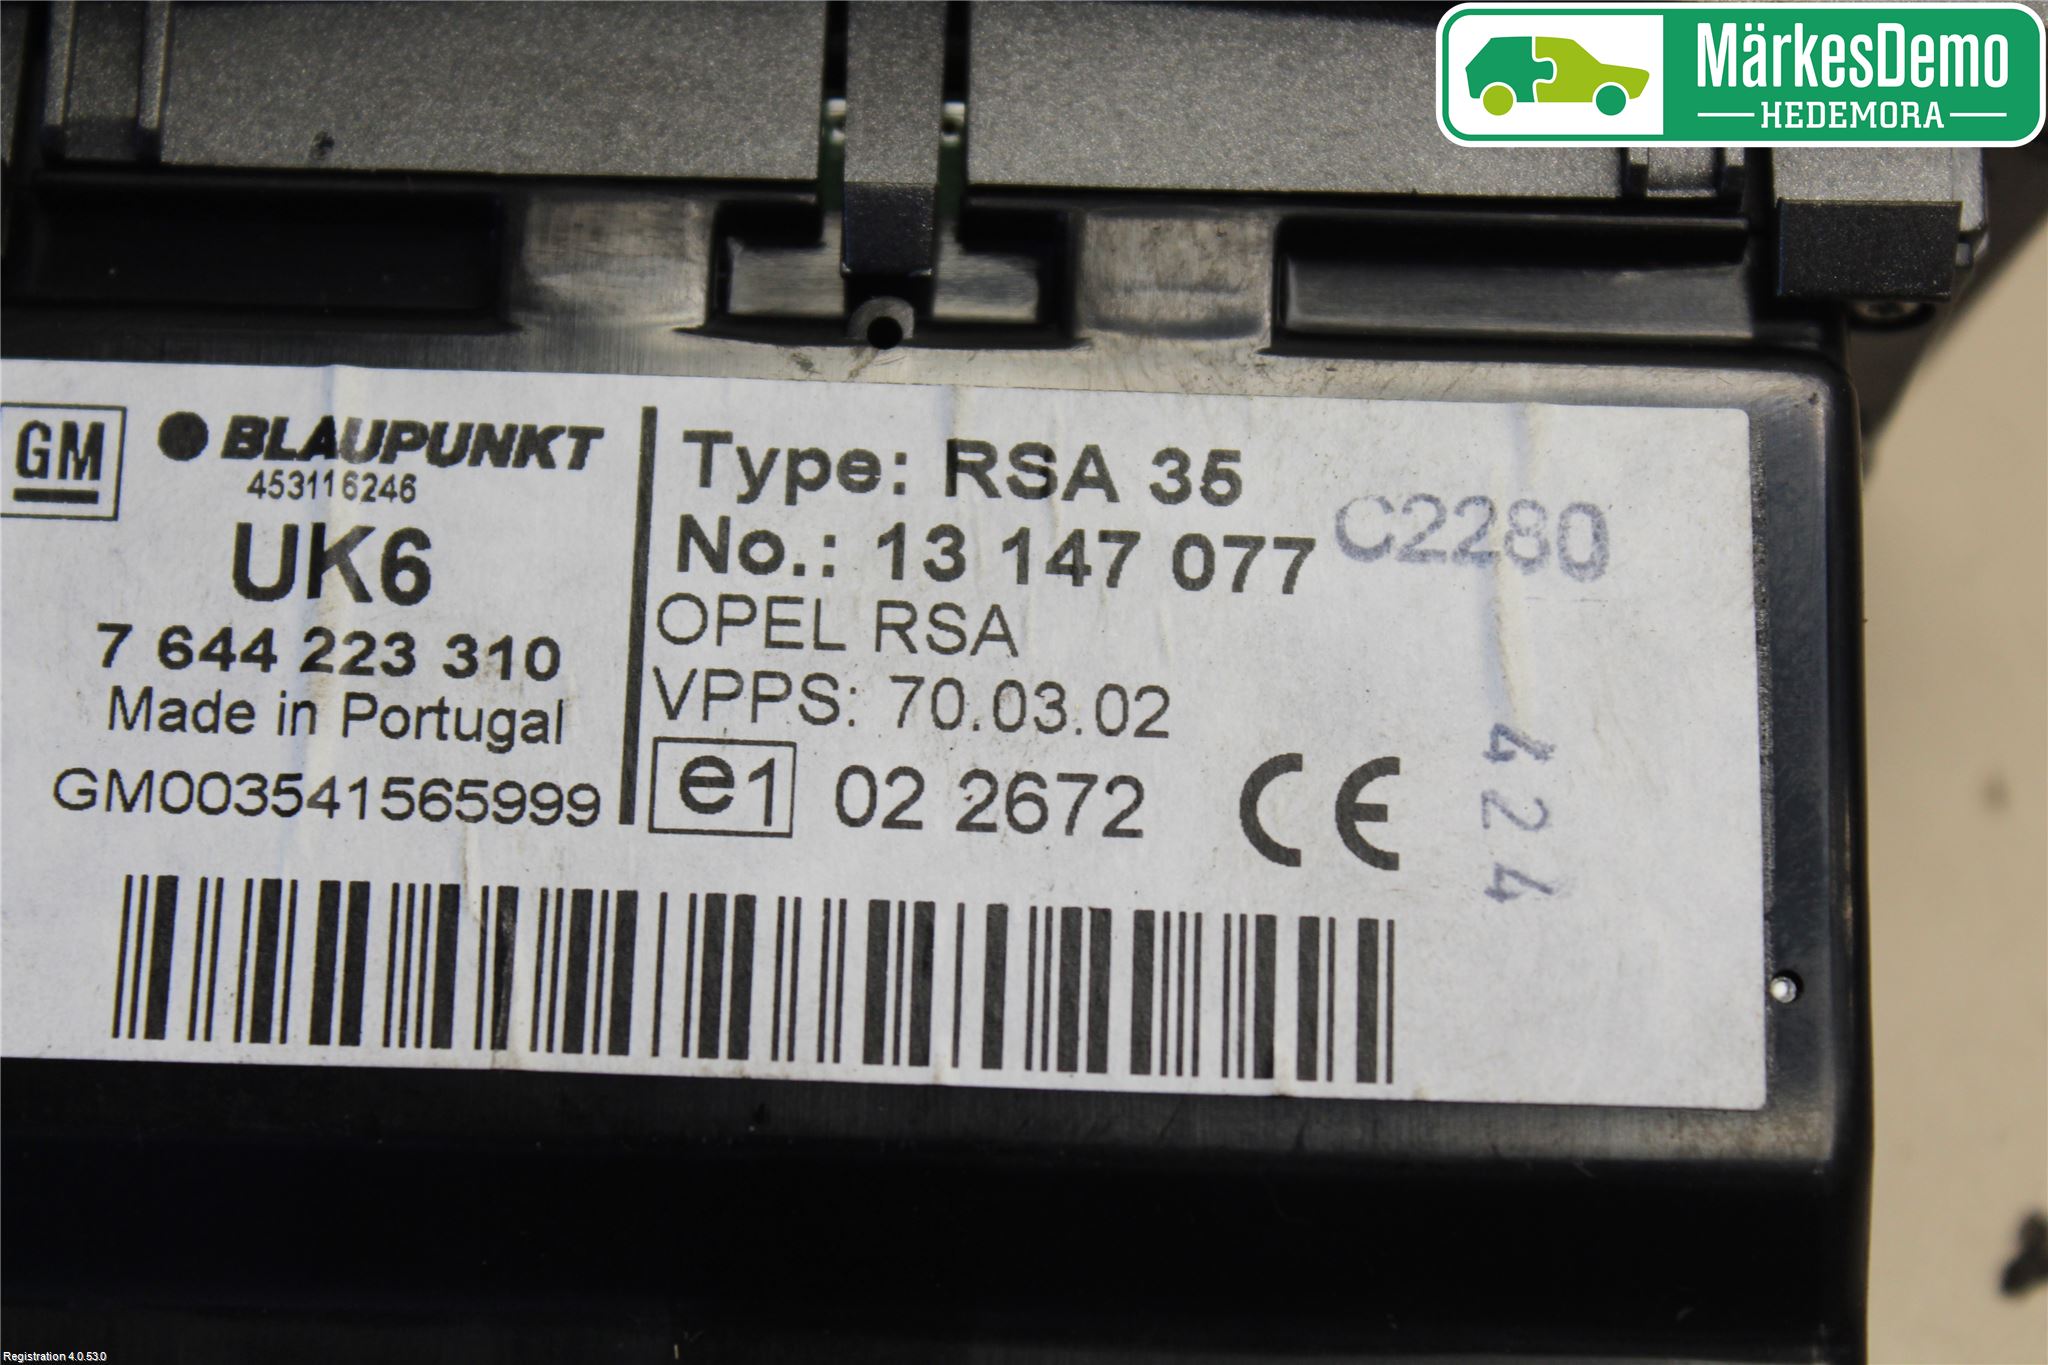 MärkesDemo
HEDEMORA
GM
BLAUPUNKT
453116246
UK6
7 644 223 310
Made in Portugal
GM003541565999
Type: RSA 35
No.: 13 147 077
C2280
OPEL RSA
VPPS: 70.03.02
e1 02 2672 CE
424
Registration 4.0.53.0